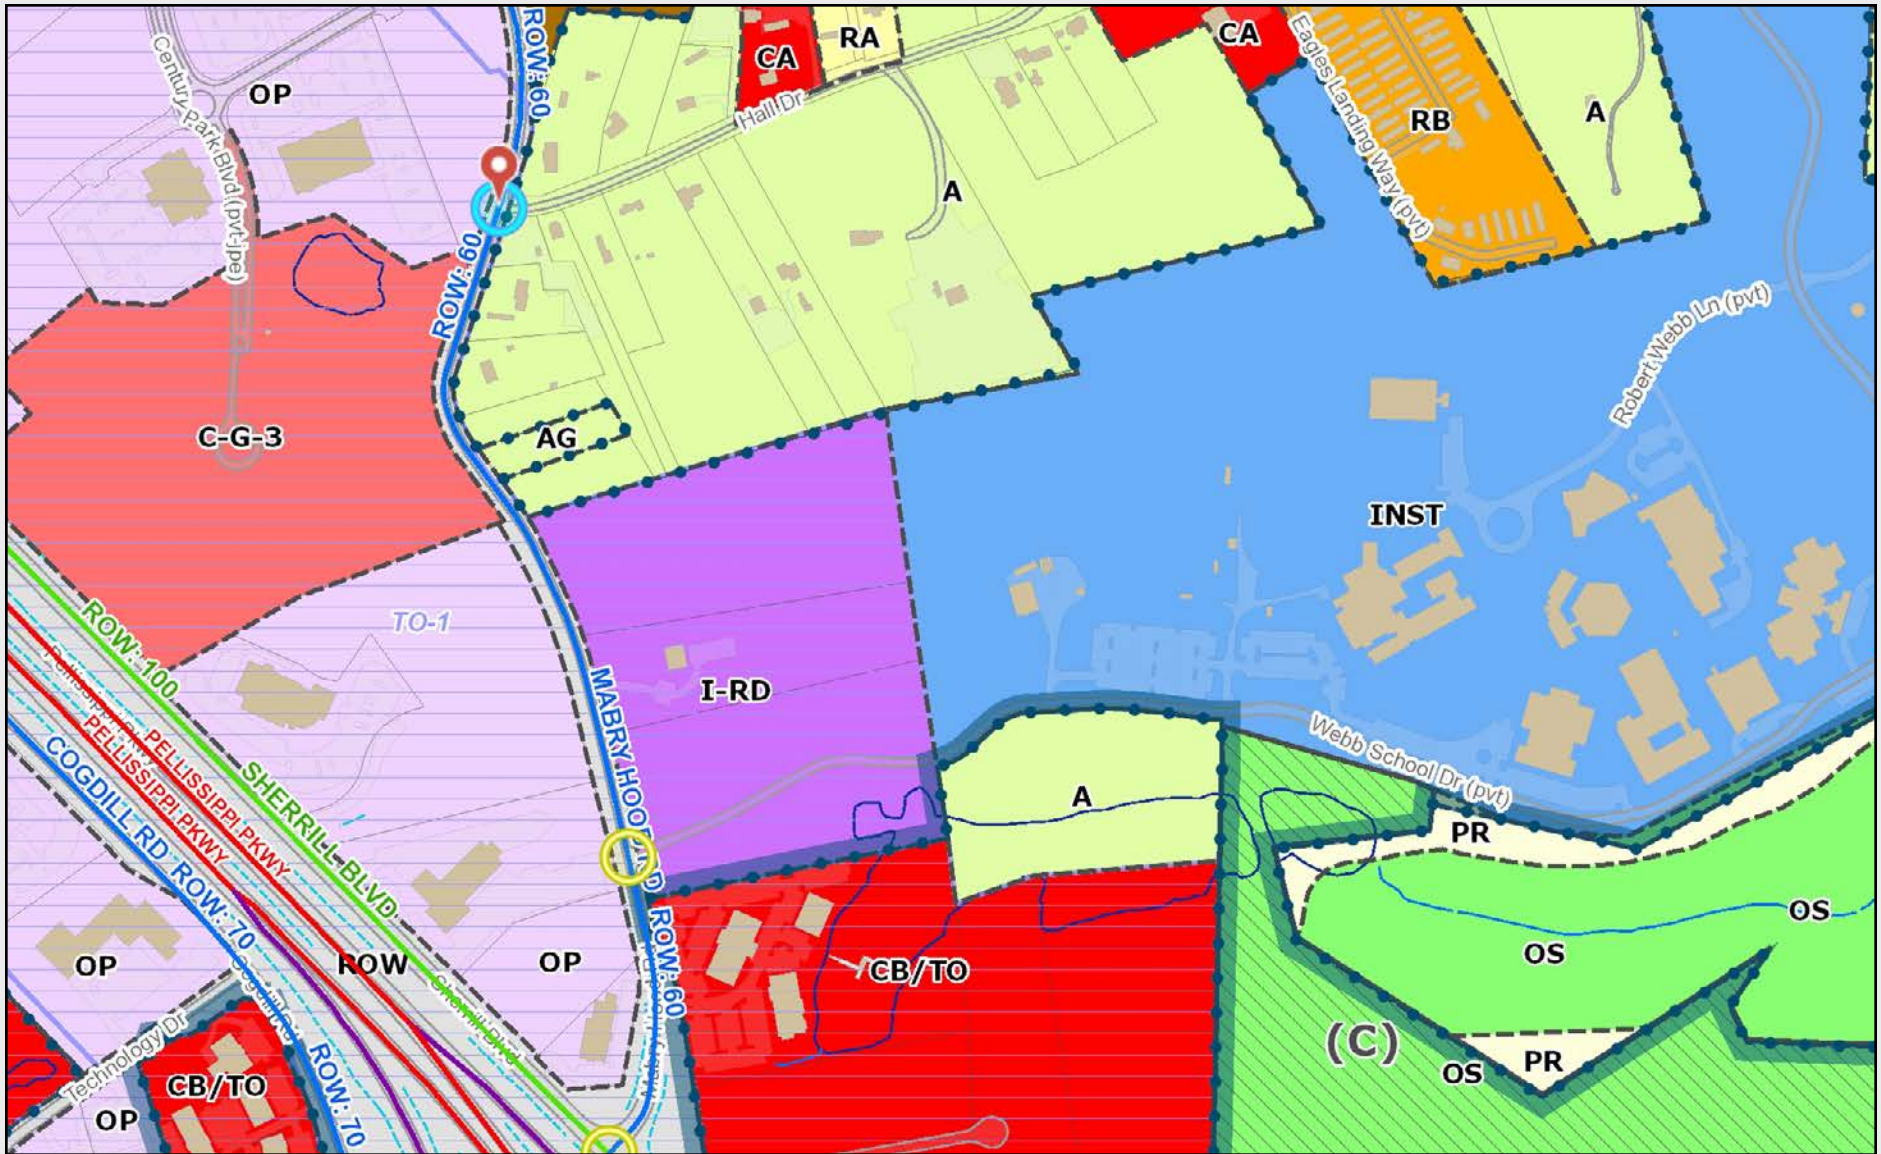 ROW: 60
CA
RA
CA
OP
Century Park Blvd (pvt-jpe)
Hall Dr
Eagles Landing Way (pvt)
RB
A
A
ROW: 60
Robert Webb Ln (pvt)
C-G-3
AG
INST
TO-1
ROW: 100
MABRY HOOD RD
I-RD
PELLISSIPPI PKWY
PELLISSIPPI PKWY
SHERRILL BLVD
COGDILL RD
ROW: 70
Webb School Dr (pvt)
A
PR
OS
OS
OP
ROW
OP
ROW: 60
CB/TO
Sherrill Blvd
(C)
PR
OS
Technology Dr
CB/TO
ROW: 70
OP